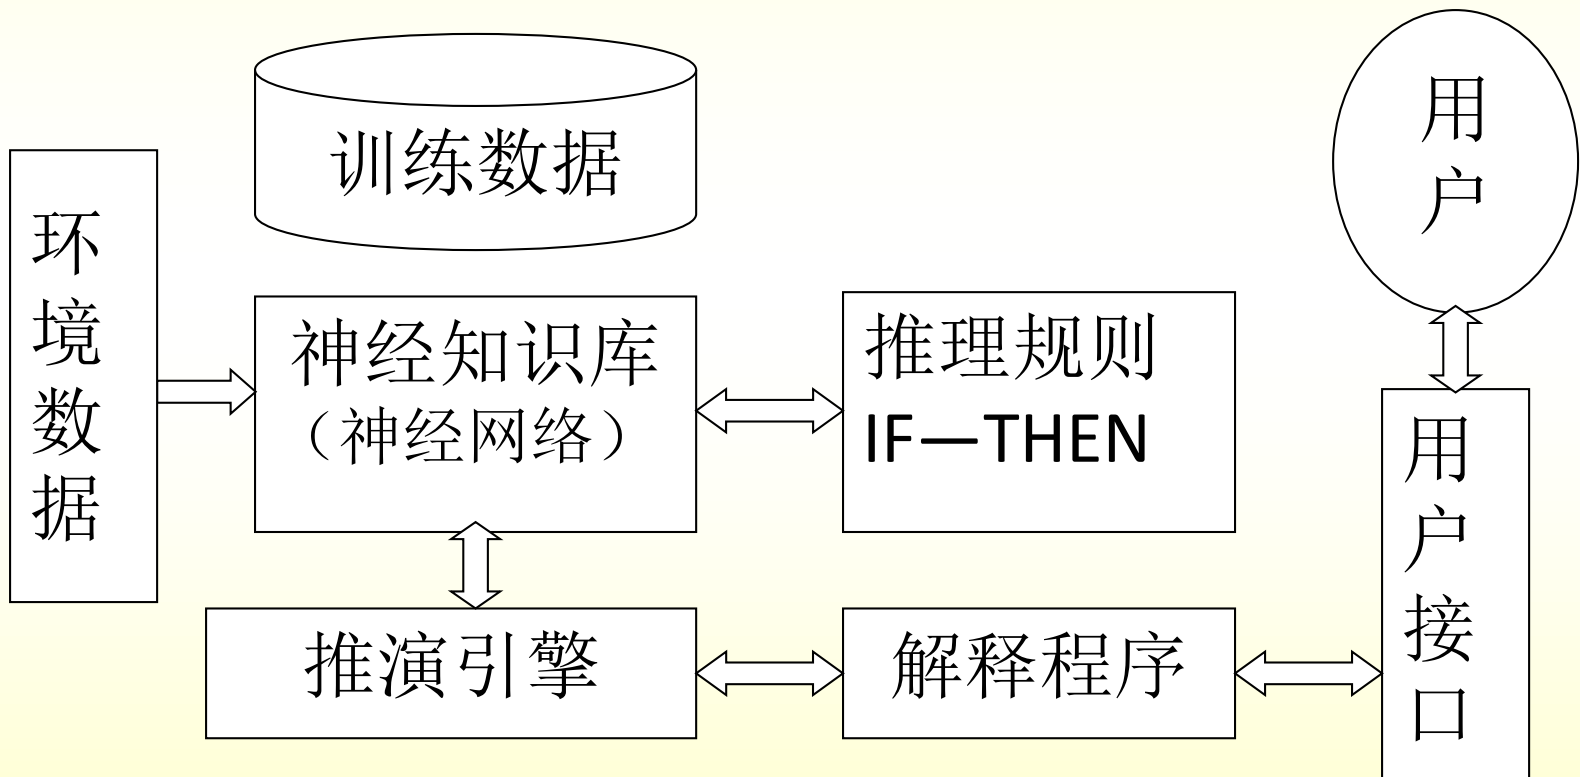 训练数据
环境数据
神经知识库
（神经网络）
推理规则
IF—THEN
用户
推演引擎
解释程序
用户接口